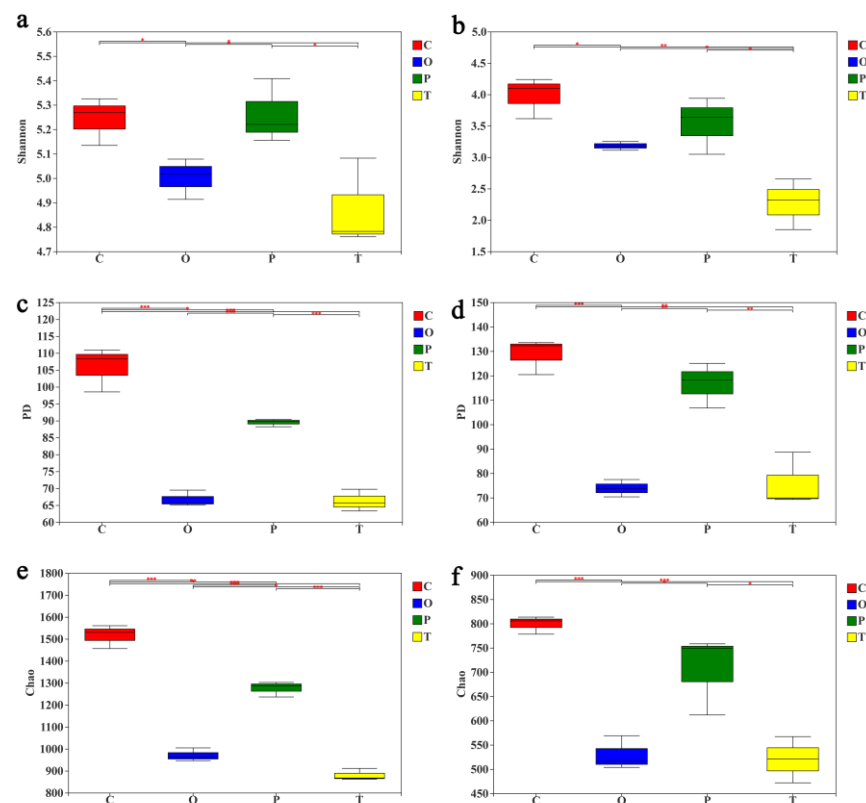 a
5.6
5.5
5.4
5.3
5.2
5.1
5.0
4.9
4.8
4.7
Shannon
C O P T
C
O
P
T
b
5.0
4.5
4.0
3.5
3.0
2.5
2.0
1.5
Shannon
C O P T
C
O
P
T
c
125
120
115
110
105
100
95
90
85
80
75
70
65
60
PD
C O P T
C
O
P
T
d
150
140
130
120
110
100
90
80
70
60
PD
C O P T
C
O
P
T
e
1800
1700
1600
1500
1400
1300
1200
1100
1000
900
800
Chao
C O P T
C
O
P
T
f
900
850
800
750
700
650
600
550
500
450
Chao
C O P T
C
O
P
T